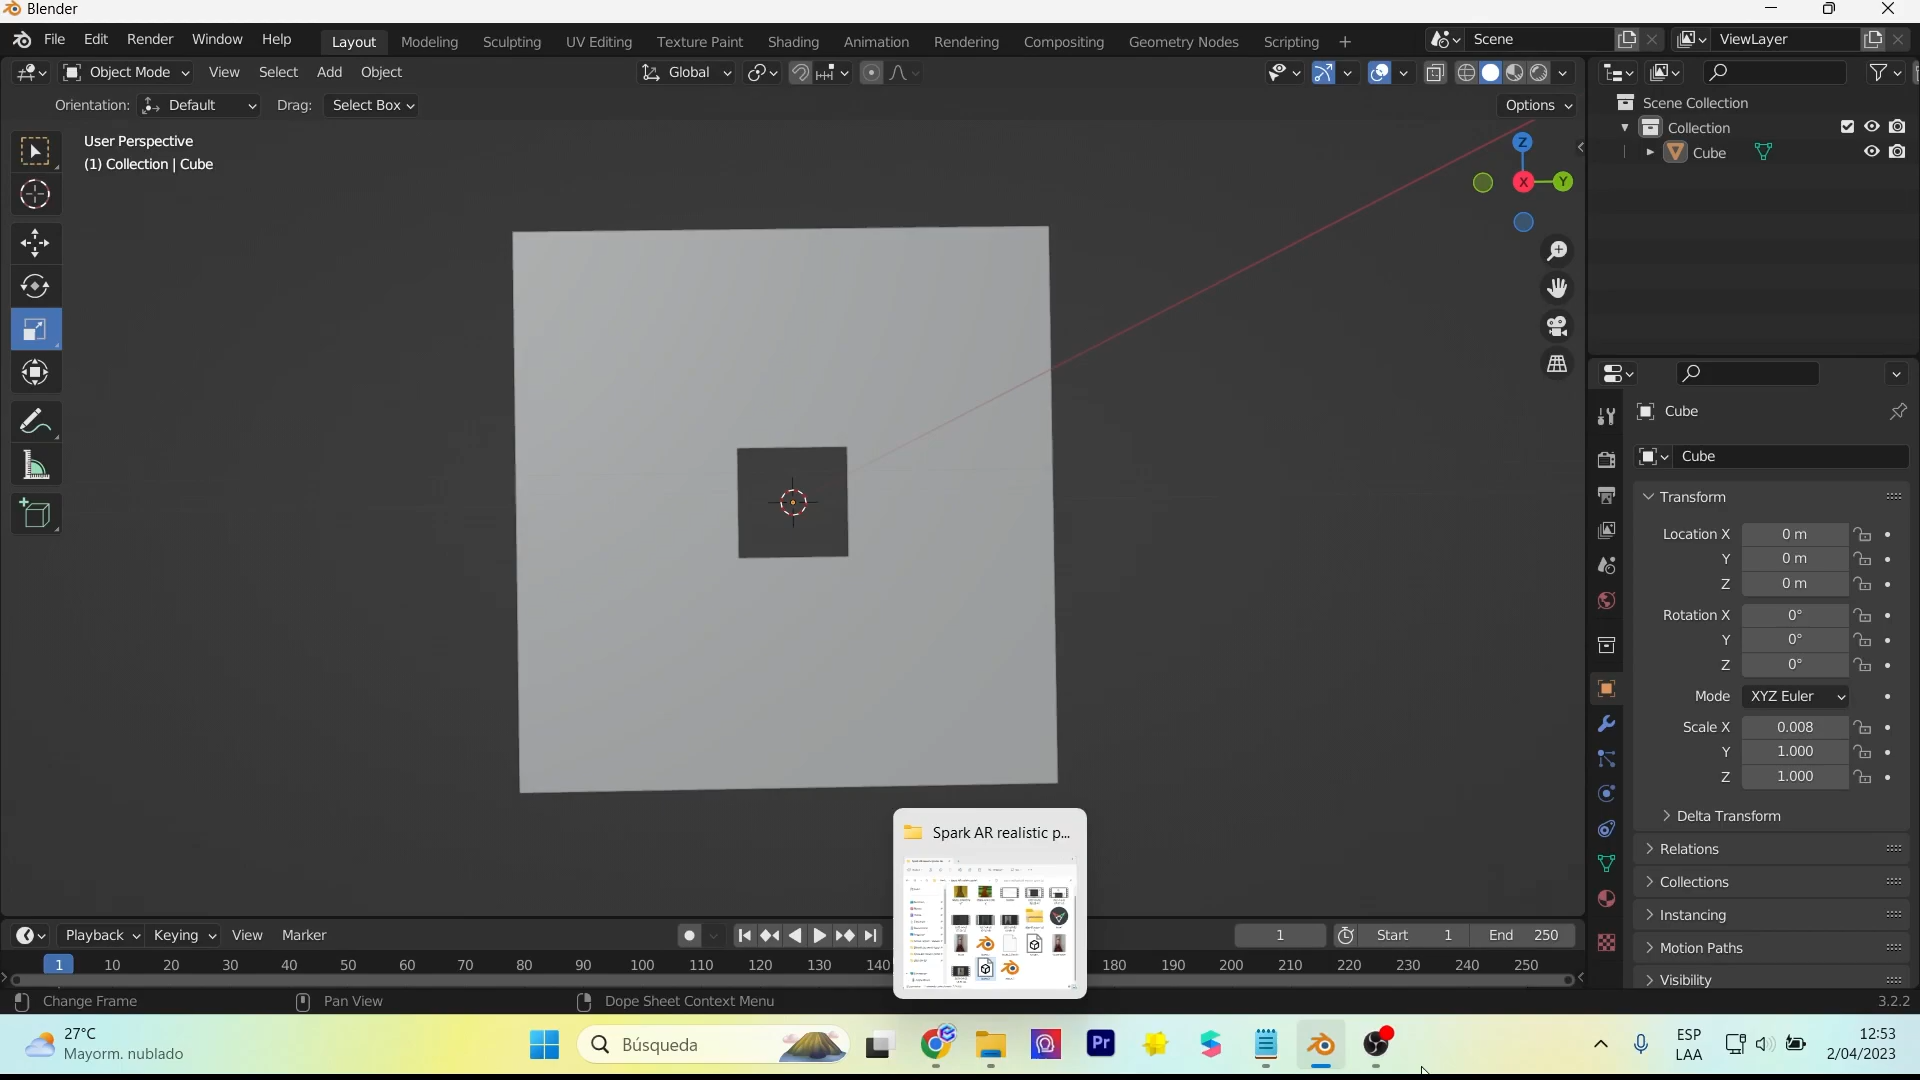 Blender
File Edit Render Window Help Layout Modeling Sculpting UV Editing Texture Paint Shading Animation Rendering Compositing Geometry Nodes Scripting + Scene ViewLayer
Object Mode View Select Add Object Global
Orientation: Default Drag: Select Box Options
User Perspective
(1) Collection | Cube
Z
X
Y
Scene Collection
Collection
Cube
Cube
Cube
Transform
Location X 0 m
Y 0 m
Z 0 m
Rotation X 0°
Y 0°
Z 0°
Mode XYZ Euler
Scale X 0.008
Y 1.000
Z 1.000
Delta Transform
Relations
Collections
Instancing
Motion Paths
Visibility
Spark AR realistic p...
Playback Keying View Marker 1 Start 1 End 250
1 10 20 30 40 50 60 70 80 90 100 110 120 130 140 180 190 200 210 220 230 240 250
Change Frame Pan View Dope Sheet Context Menu 3.2.2
27°C
Mayorm. nublado
Búsqueda
Pr
ESP
LAA
12:53
2/04/2023